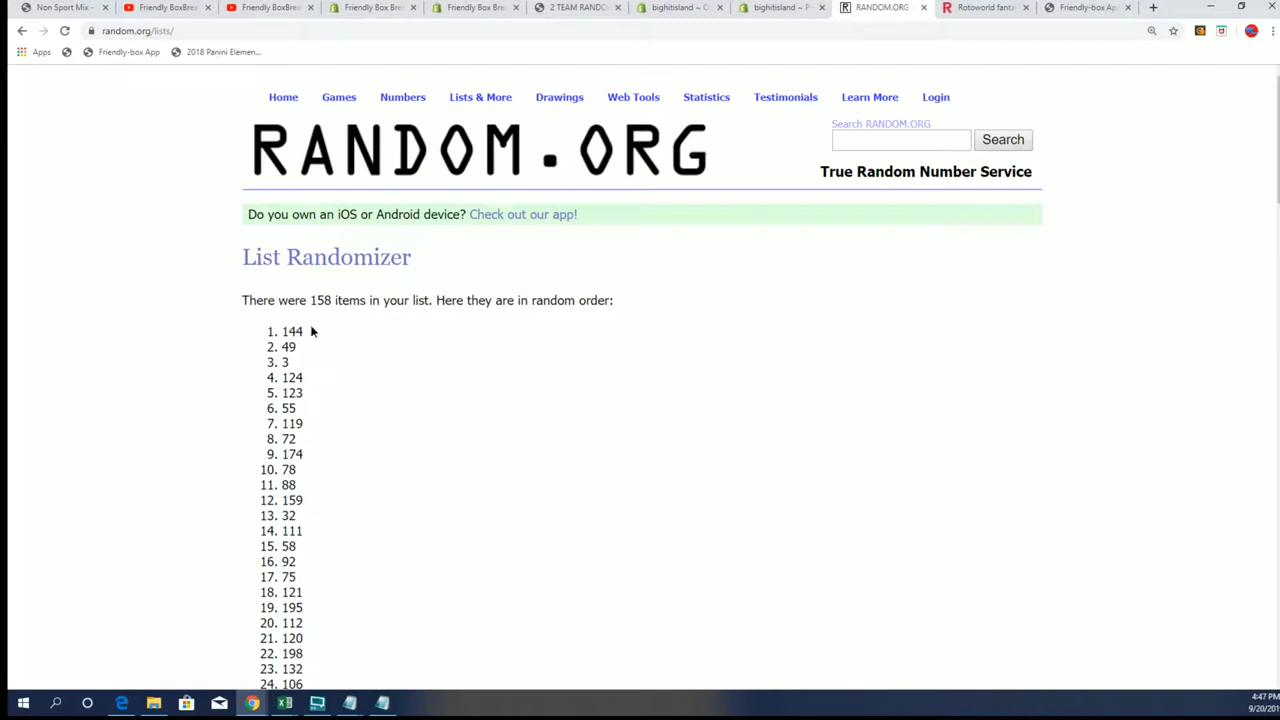 Non Sport Mix - Friendly BoxBrea Friendly BoxBrea Friendly Box Bre Friendly Box Bre 2 TEAM RANDO bighitisland ~ O bighitisland ~ P RANDOM.ORG - Rotoworld fanta Friendly-box Ap
random.org/lists/
Apps Friendly-box App 2018 Panini Elemen...
Home Games Numbers Lists & More Drawings Web Tools Statistics Testimonials Learn More Login
RANDOM.ORG
Search RANDOM.ORG
Search
True Random Number Service
Do you own an iOS or Android device? Check out our app!
List Randomizer
There were 158 items in your list. Here they are in random order:
1. 144
2. 49
3. 3
4. 124
5. 123
6. 55
7. 119
8. 72
9. 174
10. 78
11. 88
12. 159
13. 32
14. 111
15. 58
16. 92
17. 75
18. 121
19. 195
20. 112
21. 120
22. 198
23. 132
24. 106
4:47 PM
9/20/201